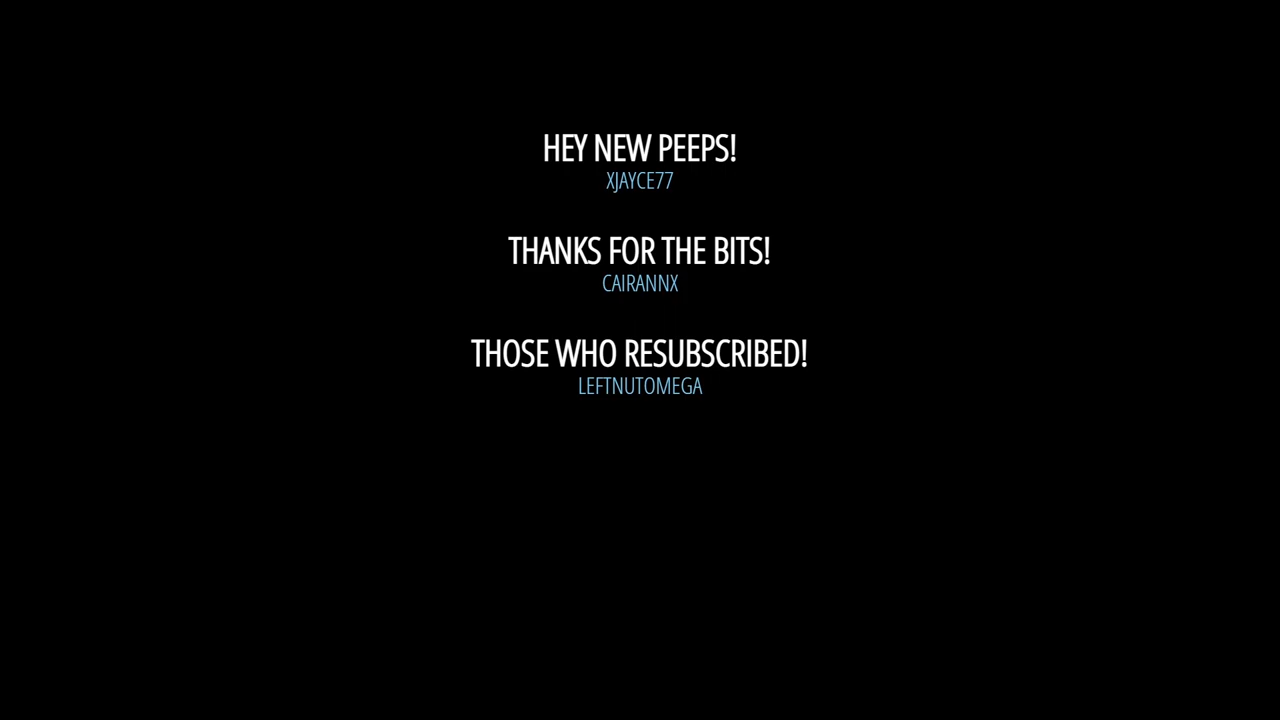 HEY NEW PEEPS!
XJAYCE77
THANKS FOR THE BITS!
CAIRANNX
THOSE WHO RESUBSCRIBED!
LEFTNUTOMEGA